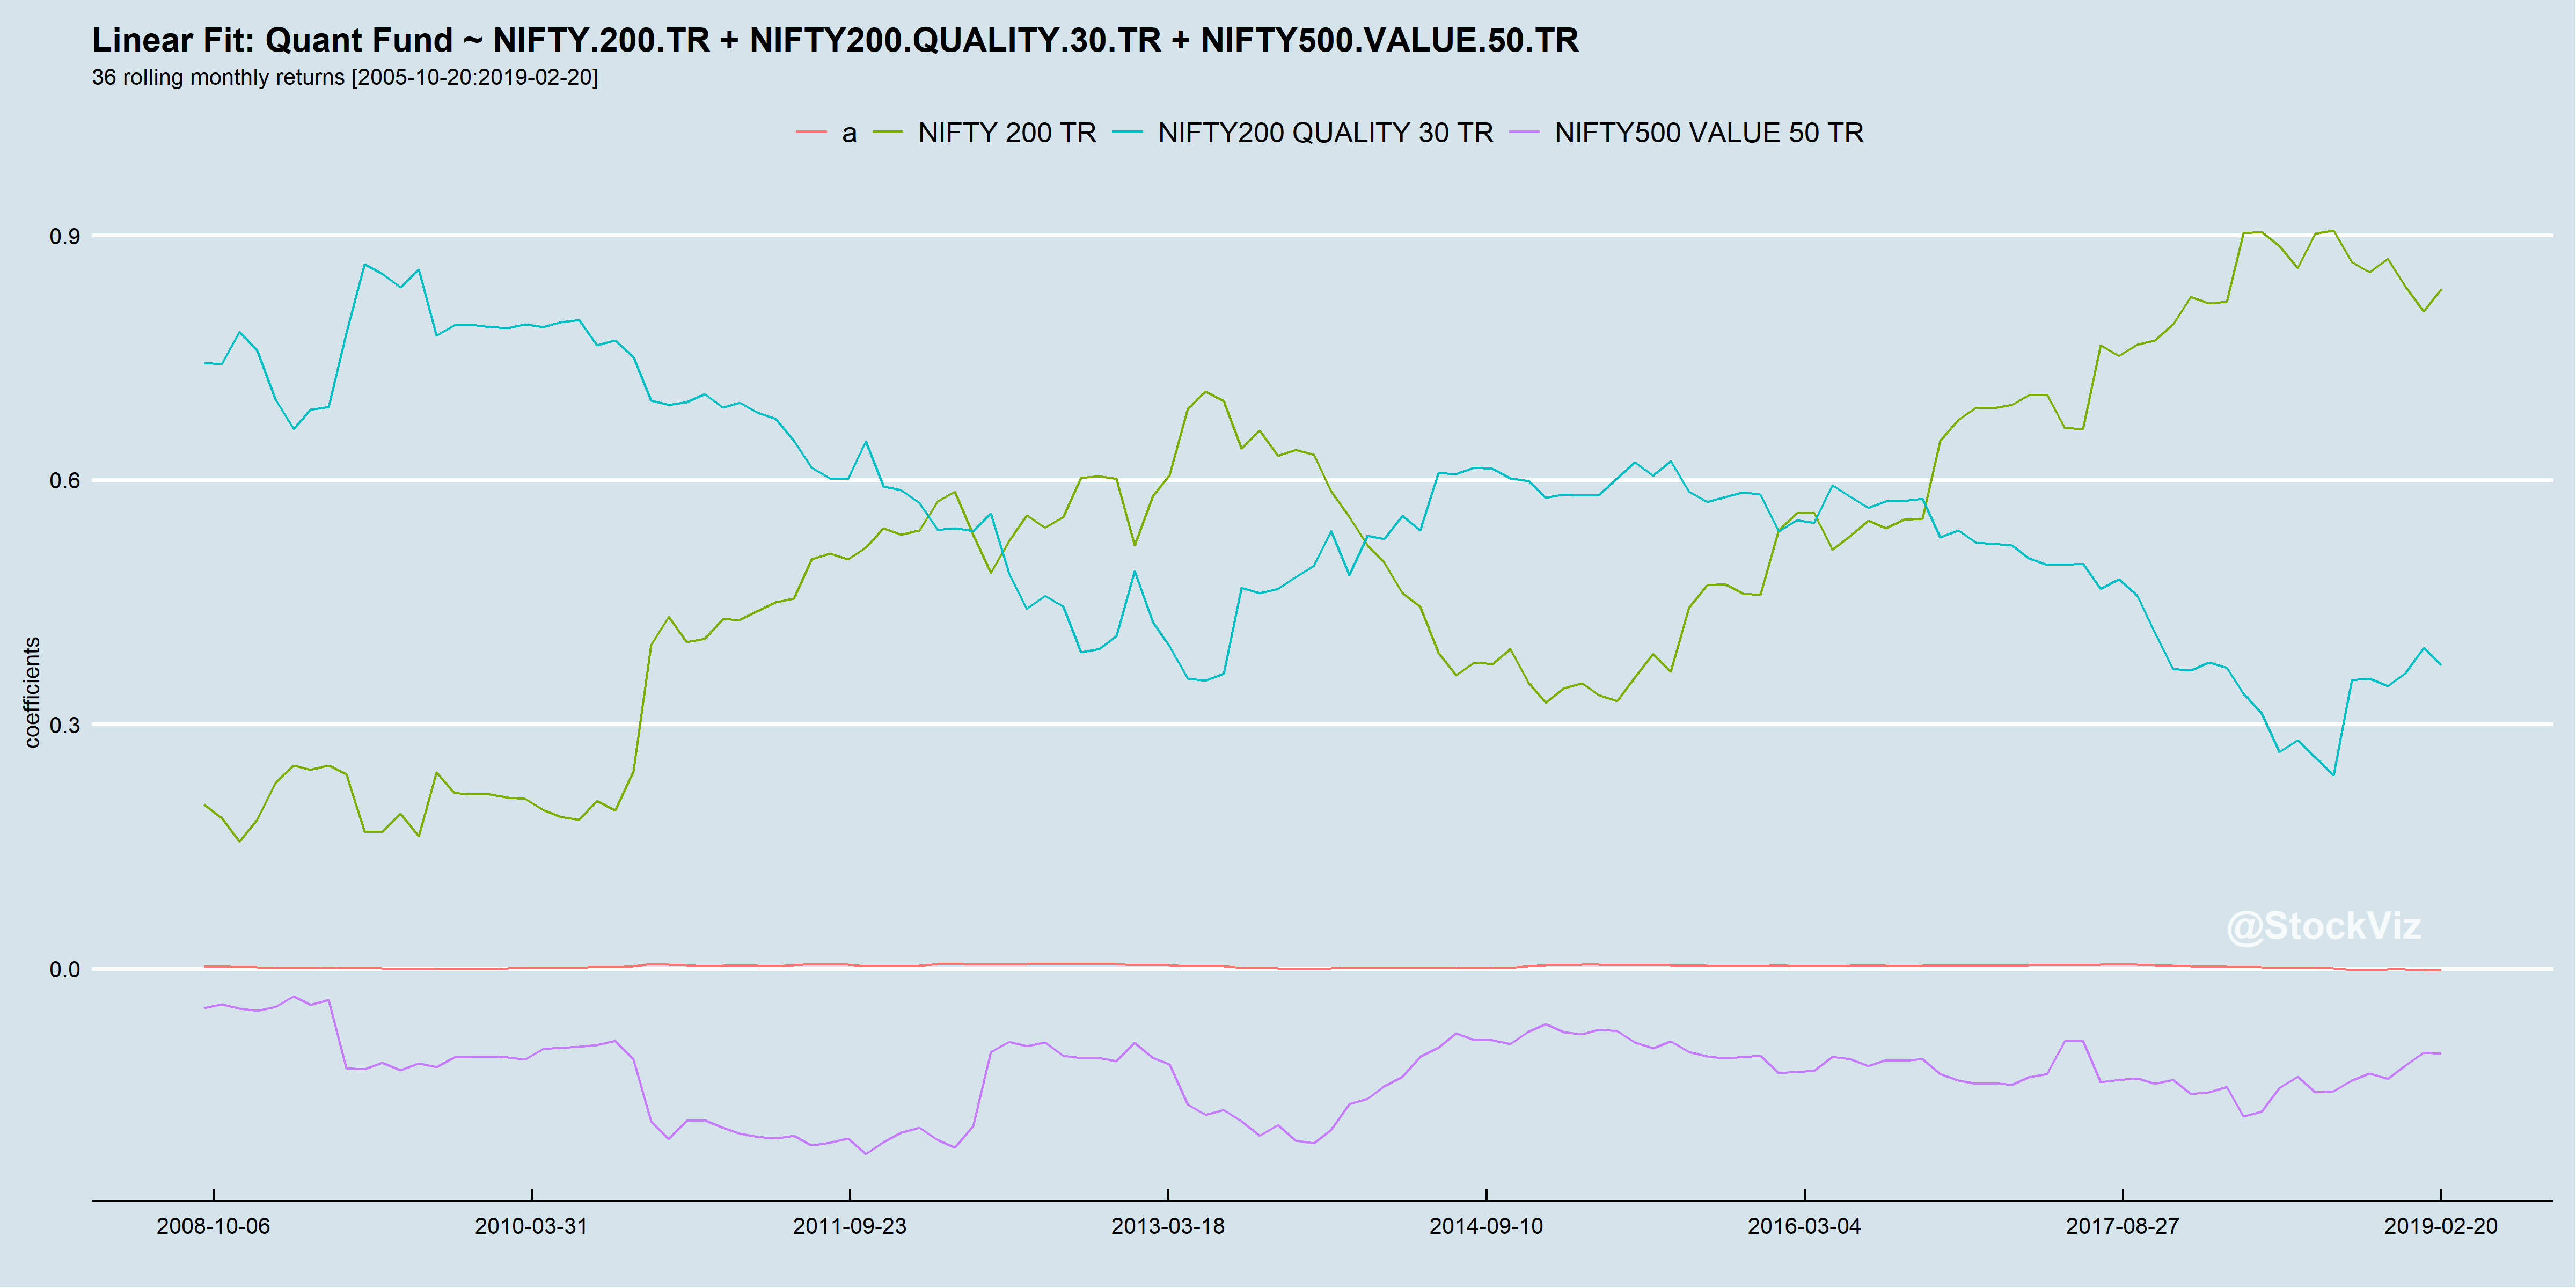 Linear Fit: Quant Fund ~ NIFTY.200.TR + NIFTY200.QUALITY.30.TR + NIFTY500.VALUE.50.TR
36 rolling monthly returns [2005-10-20:2019-02-20]
a NIFTY 200 TR NIFTY200 QUALITY 30 TR NIFTY500 VALUE 50 TR
0.9
0.6
0.3
0.0
coefficients
@StockViz
2008-10-06 2010-03-31 2011-09-23 2013-03-18 2014-09-10 2016-03-04 2017-08-27 2019-02-20